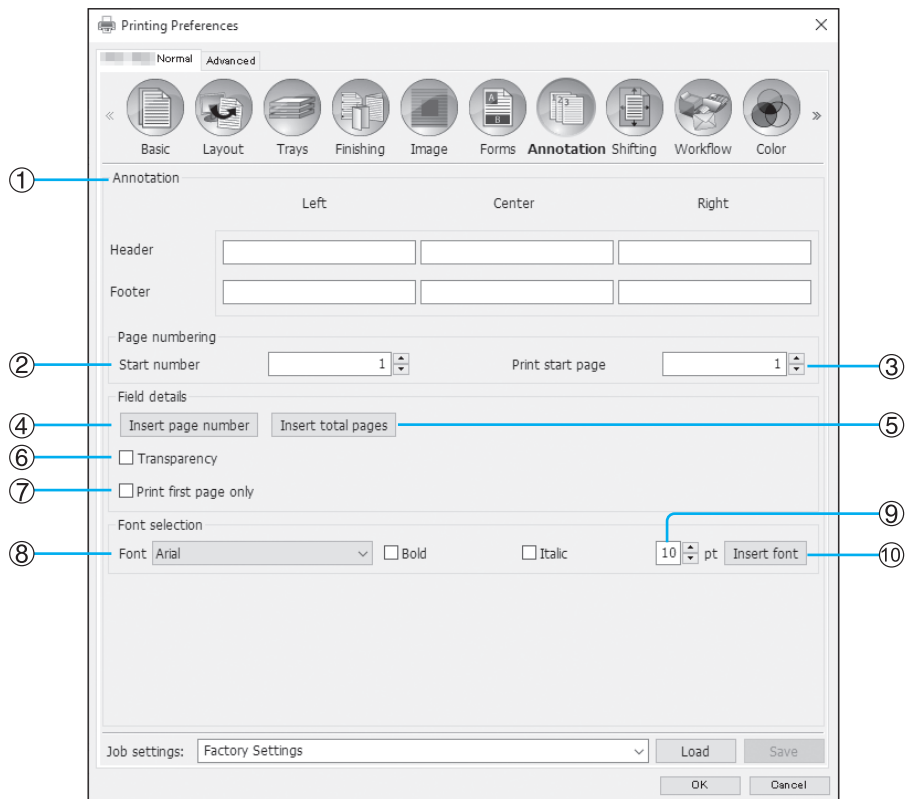 Printing Preferences
Normal Advanced
« »
Basic Layout Trays Finishing Image Forms Annotation Shifting Workflow Color
① Annotation
Left Center Right
Header
Footer
Page numbering
② Start number 1 Print start page 1 ③
Field details
④ Insert page number Insert total pages ⑤
⑥ Transparency
⑦ Print first page only
Font selection ⑨
⑧ Font Arial Bold Italic 10 pt Insert font ⑩
Job settings: Factory Settings Load Save
OK Cancel